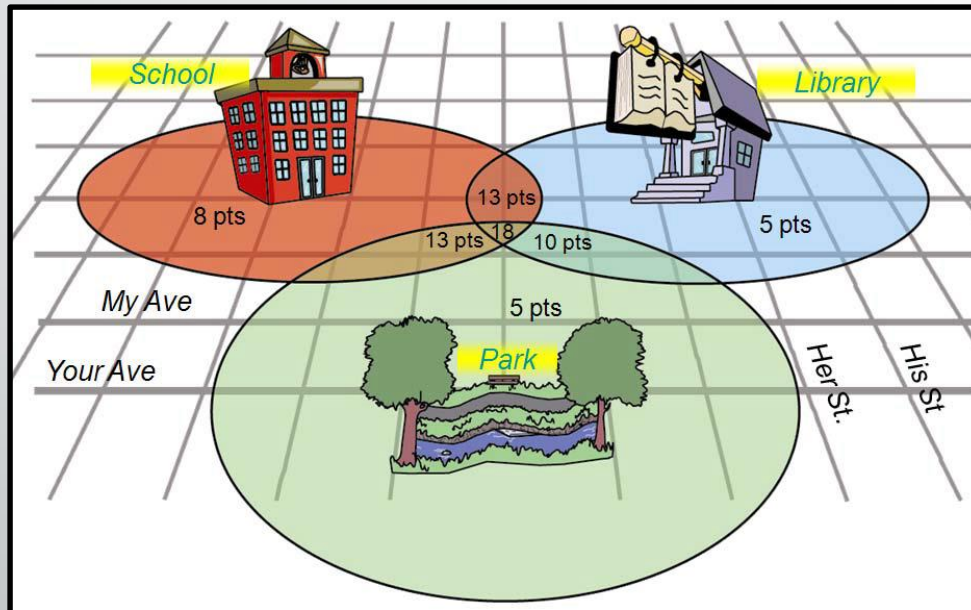 School
Library
13 pts
8 pts
5 pts
18
13 pts
10 pts
My Ave
5 pts
Park
Your Ave
Her St.
His St